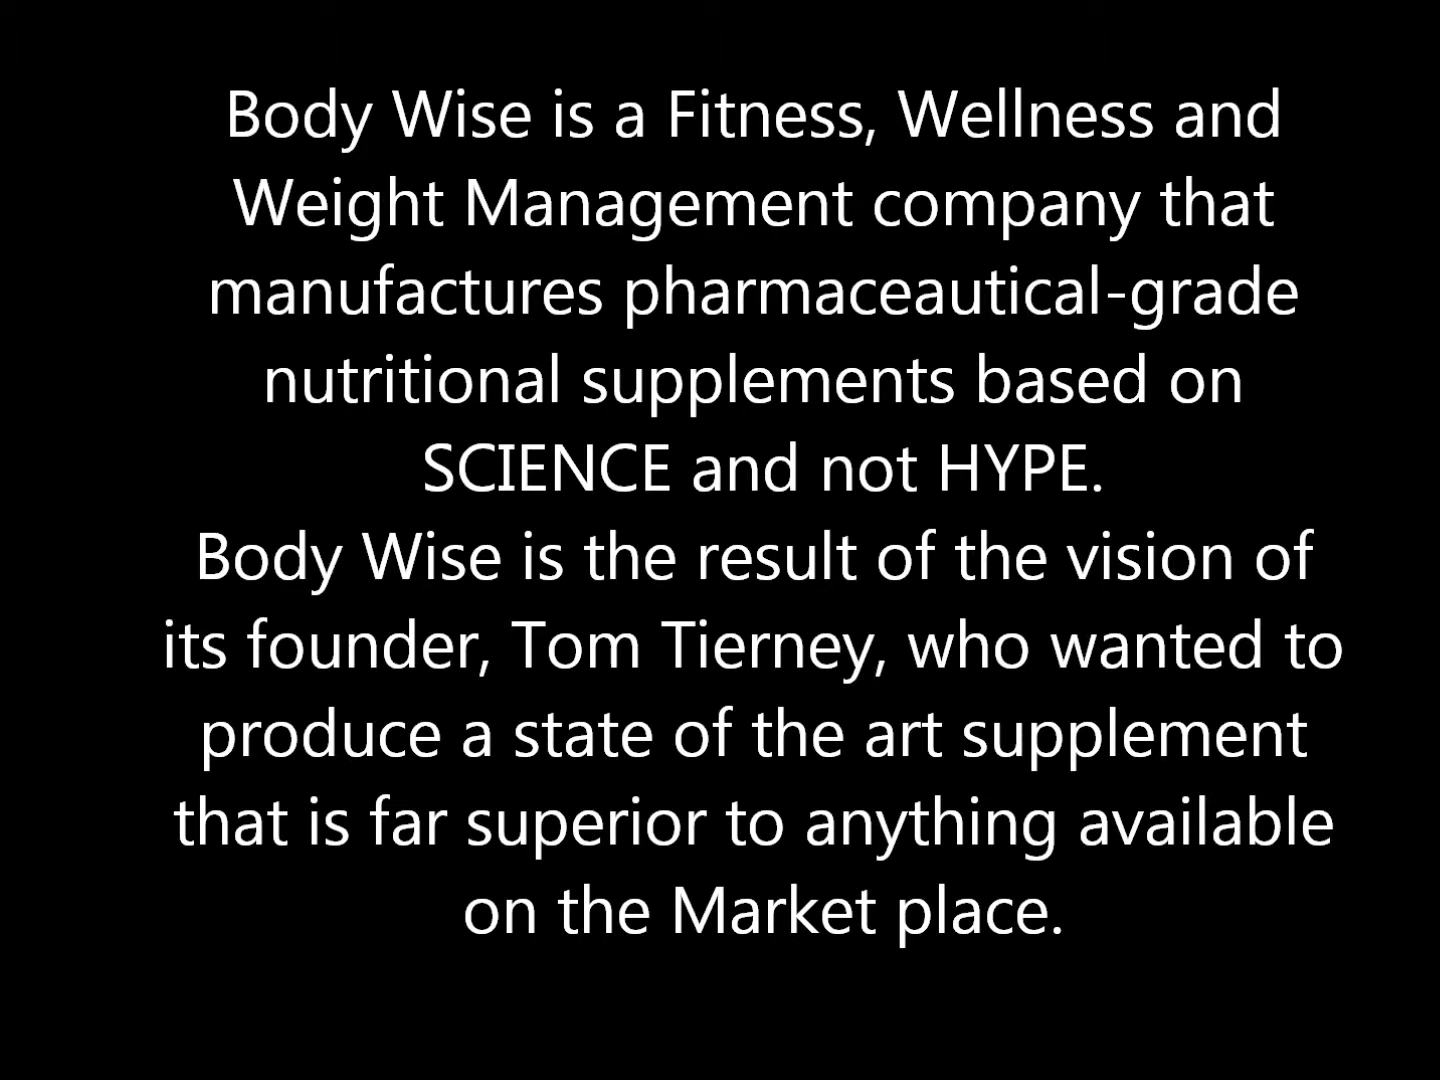 Body Wise is a Fitness, Wellness and
Weight Management company that
manufactures pharmaceautical-grade
nutritional supplements based on
SCIENCE and not HYPE.
Body Wise is the result of the vision of
its founder, Tom Tierney, who wanted to
produce a state of the art supplement
that is far superior to anything available
on the Market place.